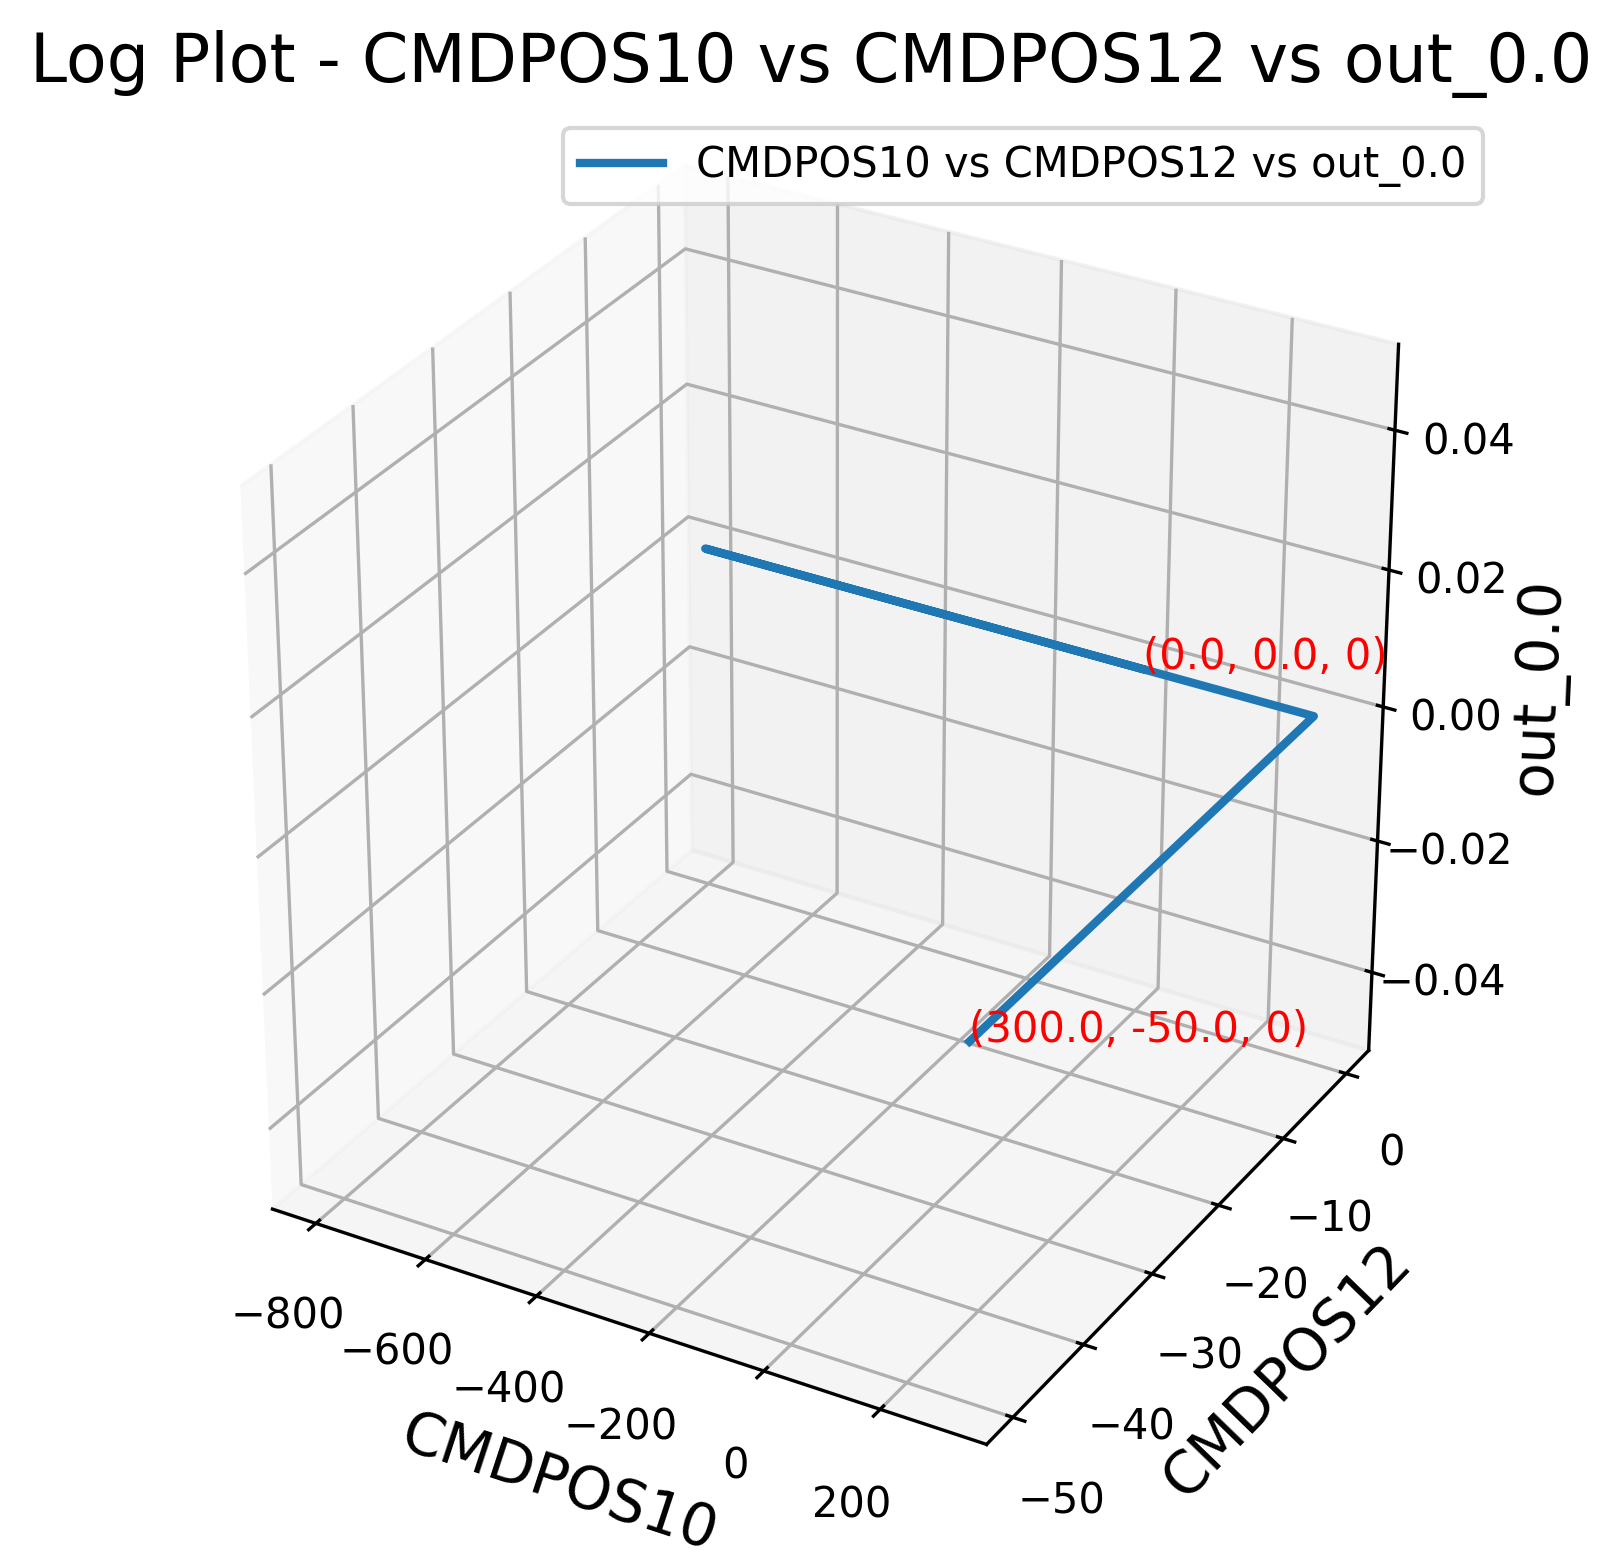 Log Plot - CMDPOS10 vs CMDPOS12 vs out_0.0
CMDPOS10 vs CMDPOS12 vs out_0.0
0.04
0.02
0.00
−0.02
−0.04
out_0.0
(0.0, 0.0, 0)
(300.0, -50.0, 0)
0
−10
−20
−30
−40
−50
CMDPOS12
−800
−600
−400
−200
0
200
CMDPOS10